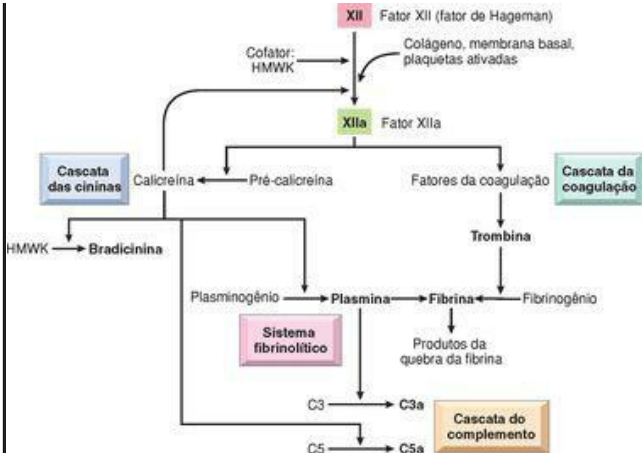 XII Fator XII (fator de Hageman)
Cofator:
HMWK
Colágeno, membrana basal,
plaquetas ativadas
XIIa Fator XIIa
Cascata
das cininas
Calicreína
Pré-calicreína
Fatores da coagulação
Cascata da
coagulação
HMWK
Bradicinina
Trombina
Plasminogênio
Plasmina
Fibrina
Fibrinogênio
Sistema
fibrinolítico
Produtos da
quebra da fibrina
C3
C3a
Cascata do
complemento
C5
C5a